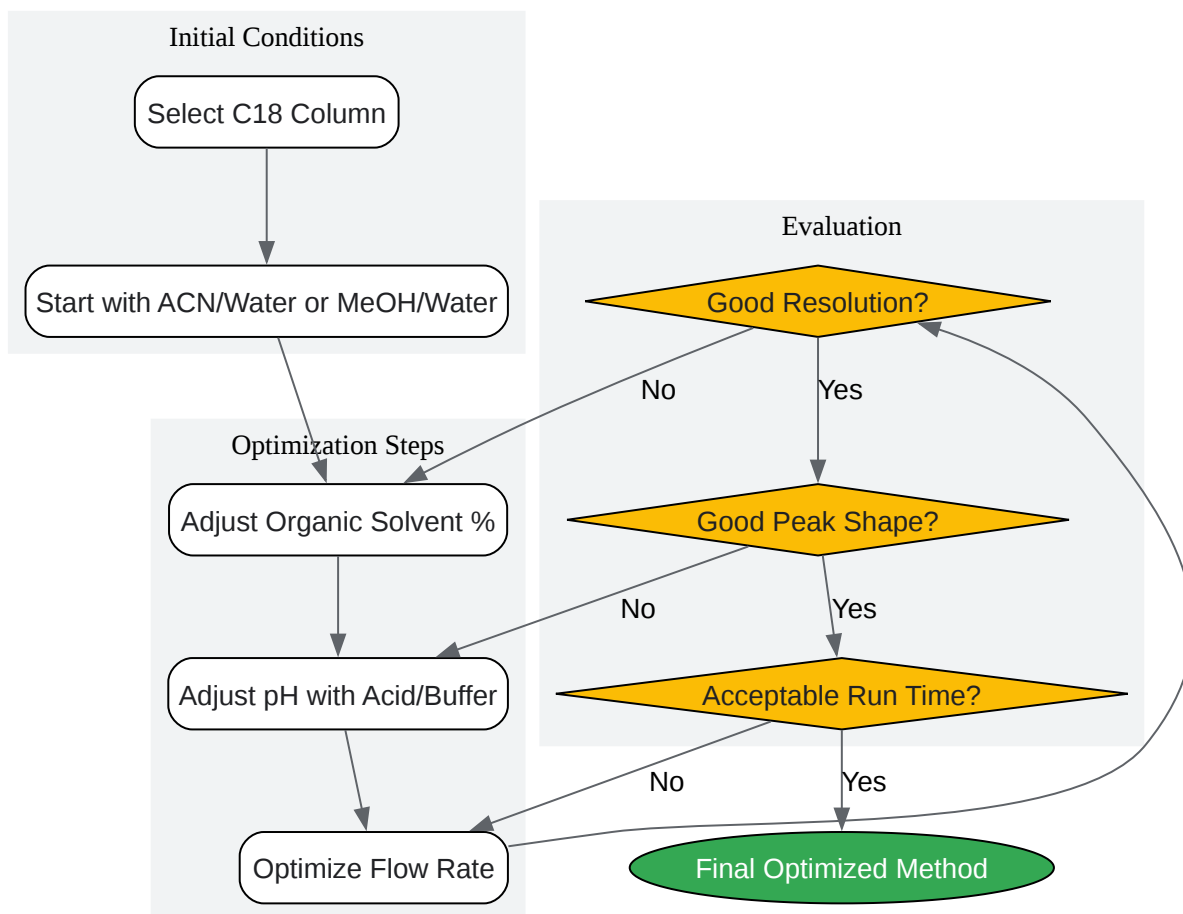 Initial Conditions
Select C18 Column
Start with ACN/Water or MeOH/Water
Evaluation
Good Resolution?
No
Yes
Optimization Steps
Adjust Organic Solvent %
Good Peak Shape?
No
Yes
Adjust pH with Acid/Buffer
Acceptable Run Time?
No
Yes
Optimize Flow Rate
Final Optimized Method